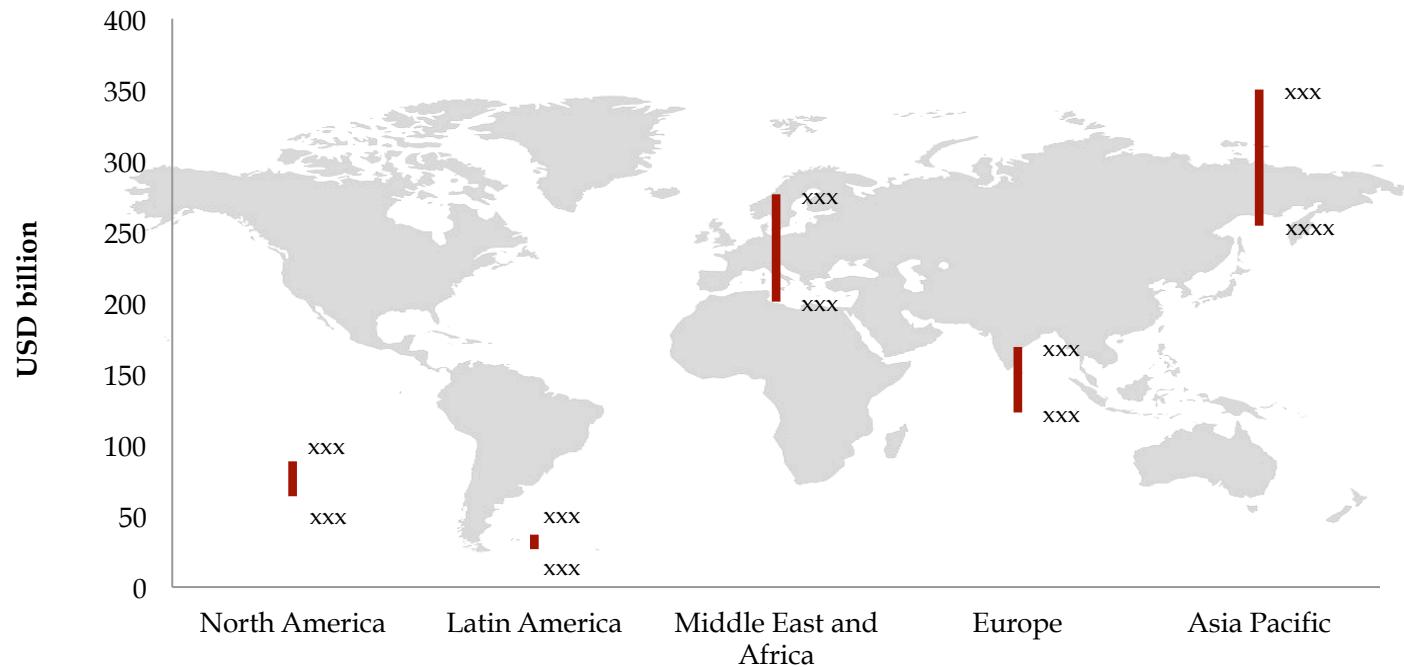 400
350
300
250
200
150
100
50
0
USD billion
xxx
xxx
xxx
xxx
xxx
xxx
xxx
xxx
xxx
xxxx
North America
Latin America
Middle East and
Africa
Europe
Asia Pacific